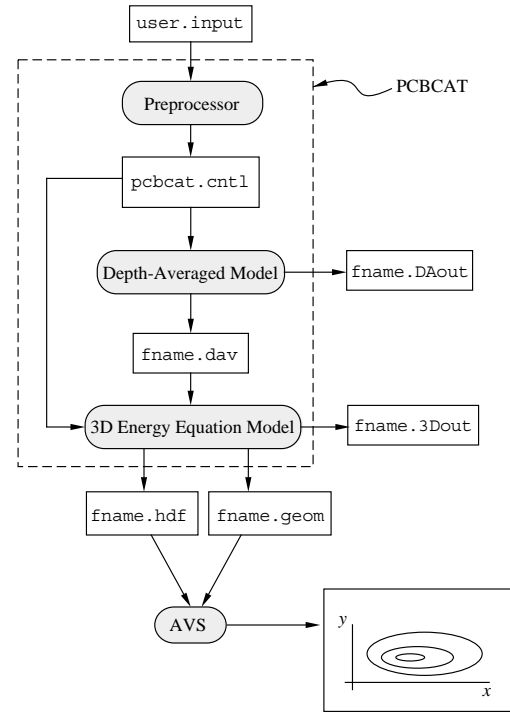 user.input
PCBCAT
Preprocessor
pcbcat.cntl
Depth-Averaged Model
fname.DAout
fname.dav
3D Energy Equation Model
fname.3Dout
fname.hdf
fname.geom
AVS
y
x